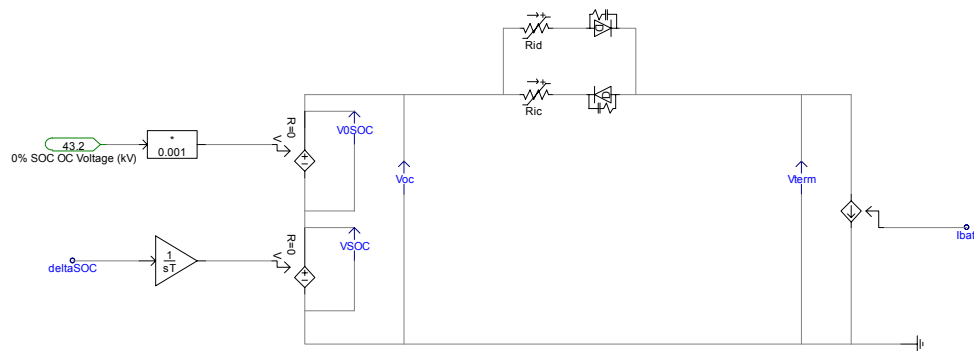 Rid
Ric
D
D
43.2
0% SOC OC Voltage (kV)
*
0.001
R=0
V
+
-
V0SOC
Voc
Vterm
Ibat
deltaSOC
1
sT
R=0
V
+
-
VSOC